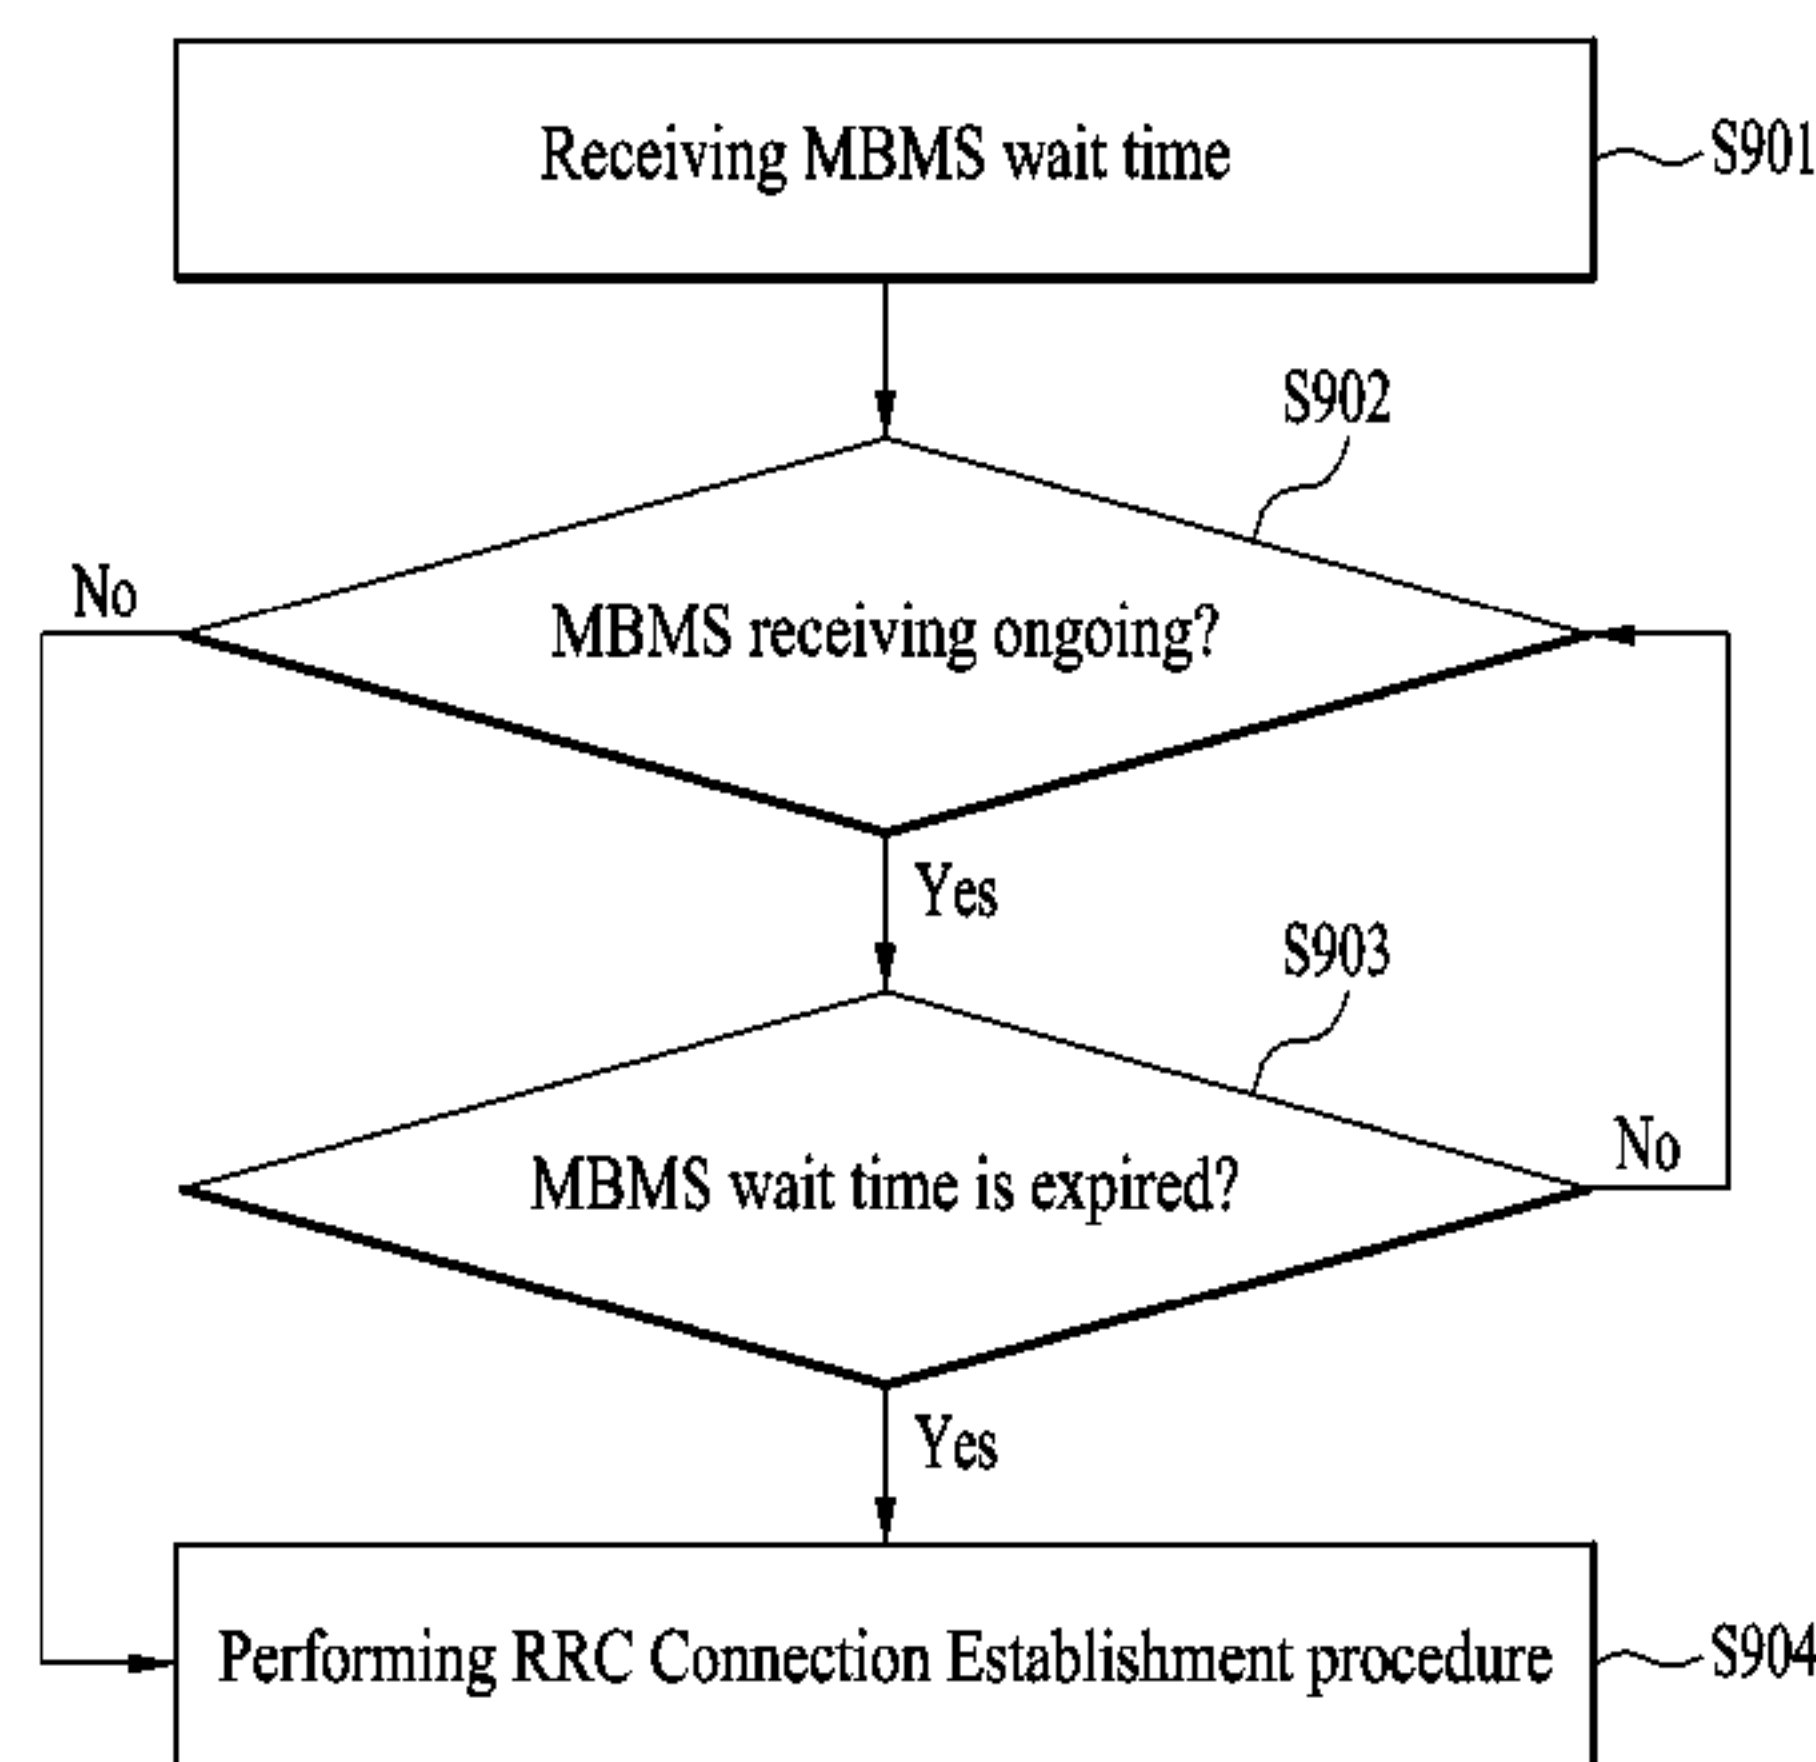 Receiving MBMS wait time
S901
S902
No
MBMS receiving ongoing?
Yes
S903
No
MBMS wait time is expired?
Yes
Performing RRC Connection Establishment procedure
S904